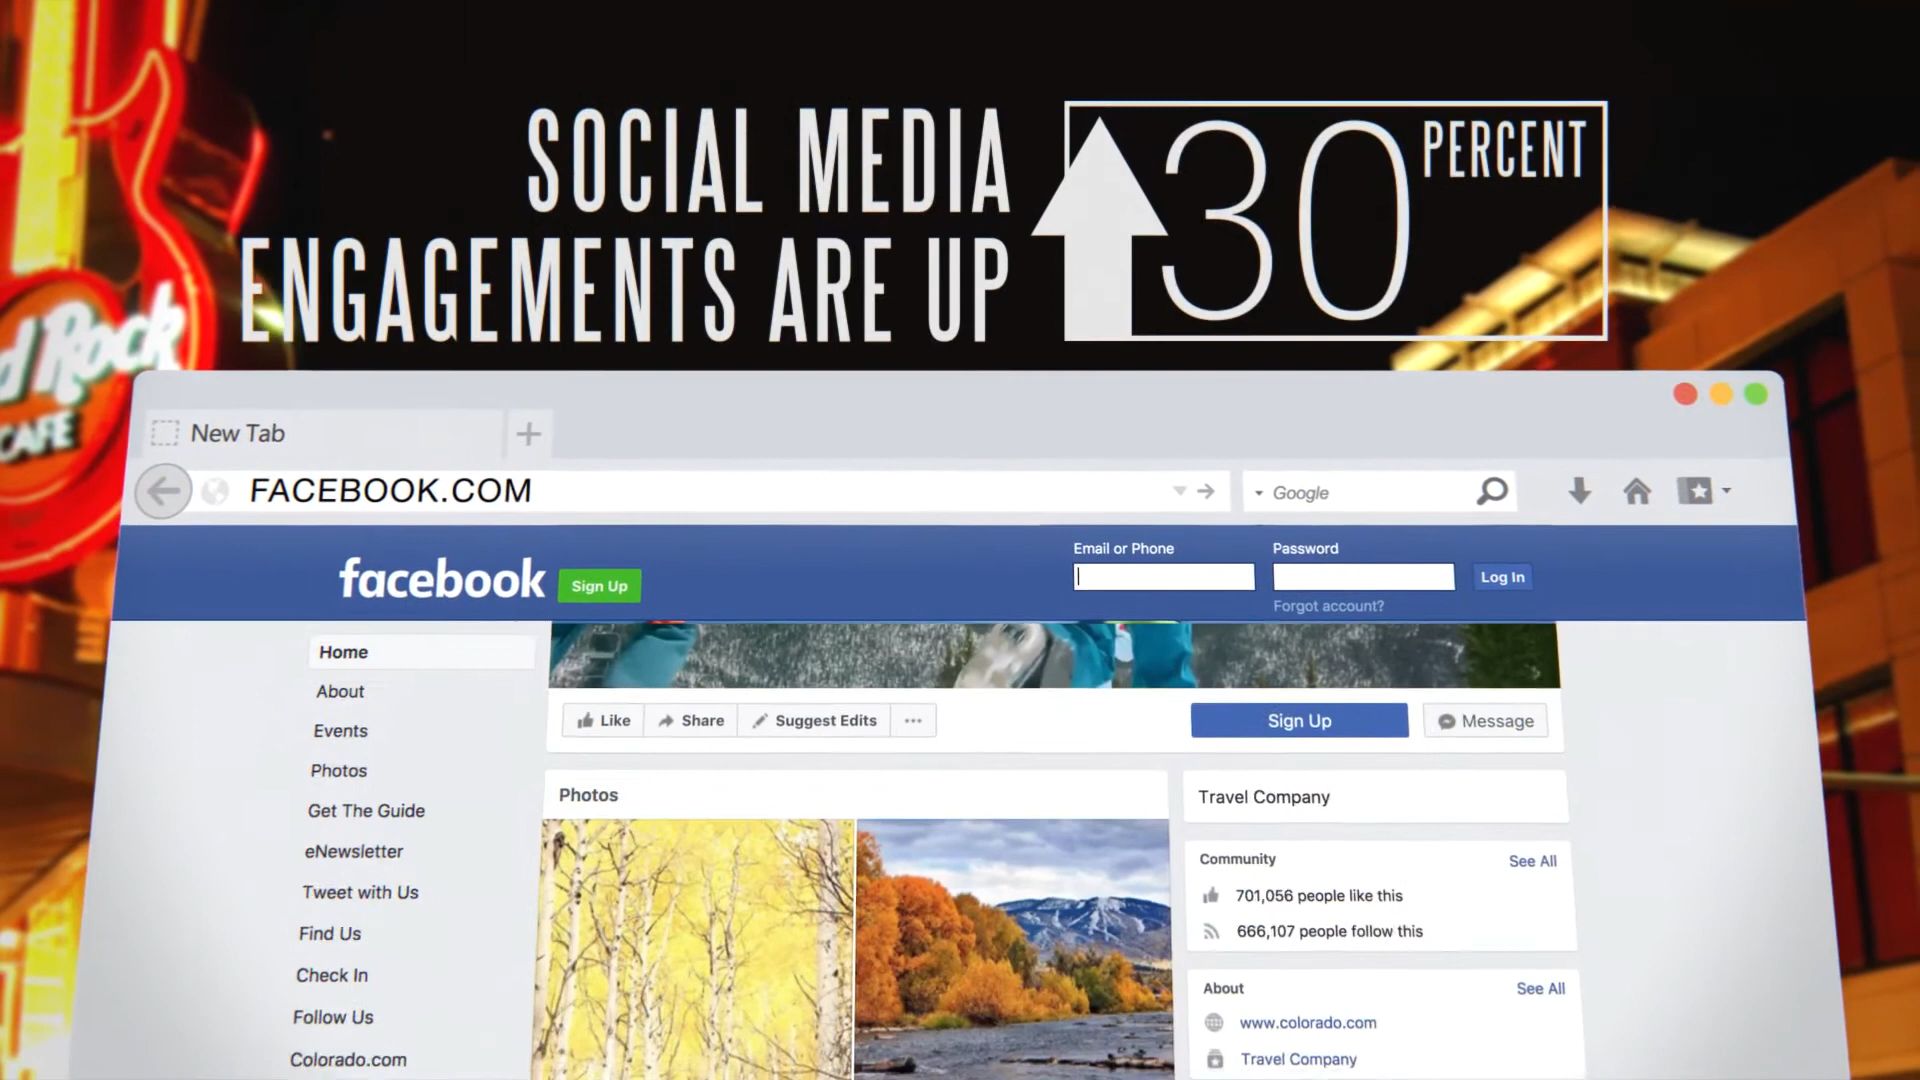 SOCIAL MEDIA
ENGAGEMENTS ARE UP
30 PERCENT
Rock
CAFE
New Tab
FACEBOOK.COM
Google
facebook
Sign Up
Email or Phone
Password
Log In
Forgot account?
Home
About
Events
Photos
Get The Guide
eNewsletter
Tweet with Us
Find Us
Check In
Follow Us
Colorado.com
Like
Share
Suggest Edits
Sign Up
Message
Photos
Travel Company
Community
See All
701,056 people like this
666,107 people follow this
About
See All
www.colorado.com
Travel Company